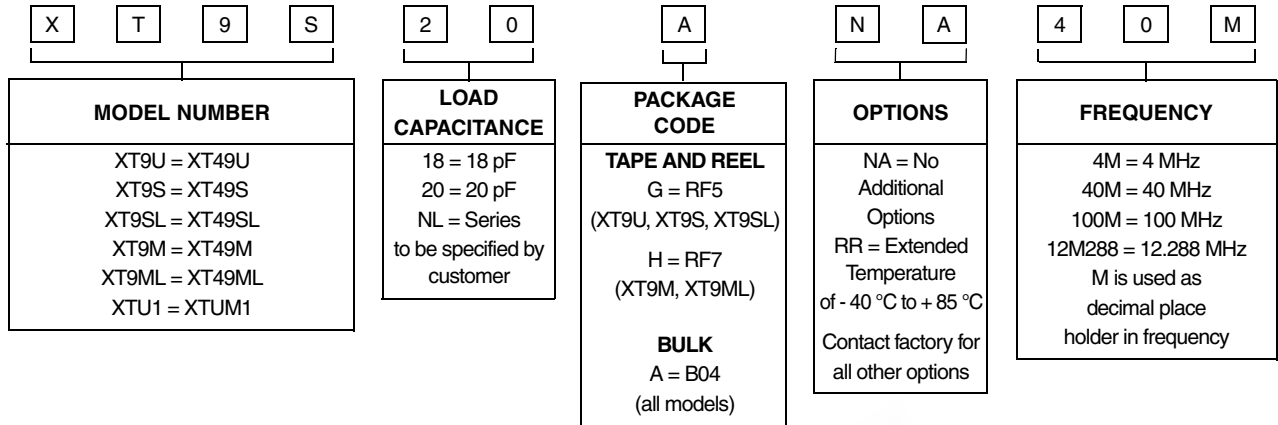 X T 9 S 2 0 A N A 4 0 M
MODEL NUMBER
XT9U = XT49U
XT9S = XT49S
XT9SL = XT49SL
XT9M = XT49M
XT9ML = XT49ML
XTU1 = XTUM1
LOAD
CAPACITANCE
18 = 18 pF
20 = 20 pF
NL = Series
to be specified by
customer
PACKAGE
CODE
TAPE AND REEL
G = RF5
(XT9U, XT9S, XT9SL)
H = RF7
(XT9M, XT9ML)
BULK
A = B04
(all models)
OPTIONS
NA = No
Additional
Options
RR = Extended
Temperature
of - 40 °C to + 85 °C
Contact factory for
all other options
FREQUENCY
4M = 4 MHz
40M = 40 MHz
100M = 100 MHz
12M288 = 12.288 MHz
M is used as
decimal place
holder in frequency